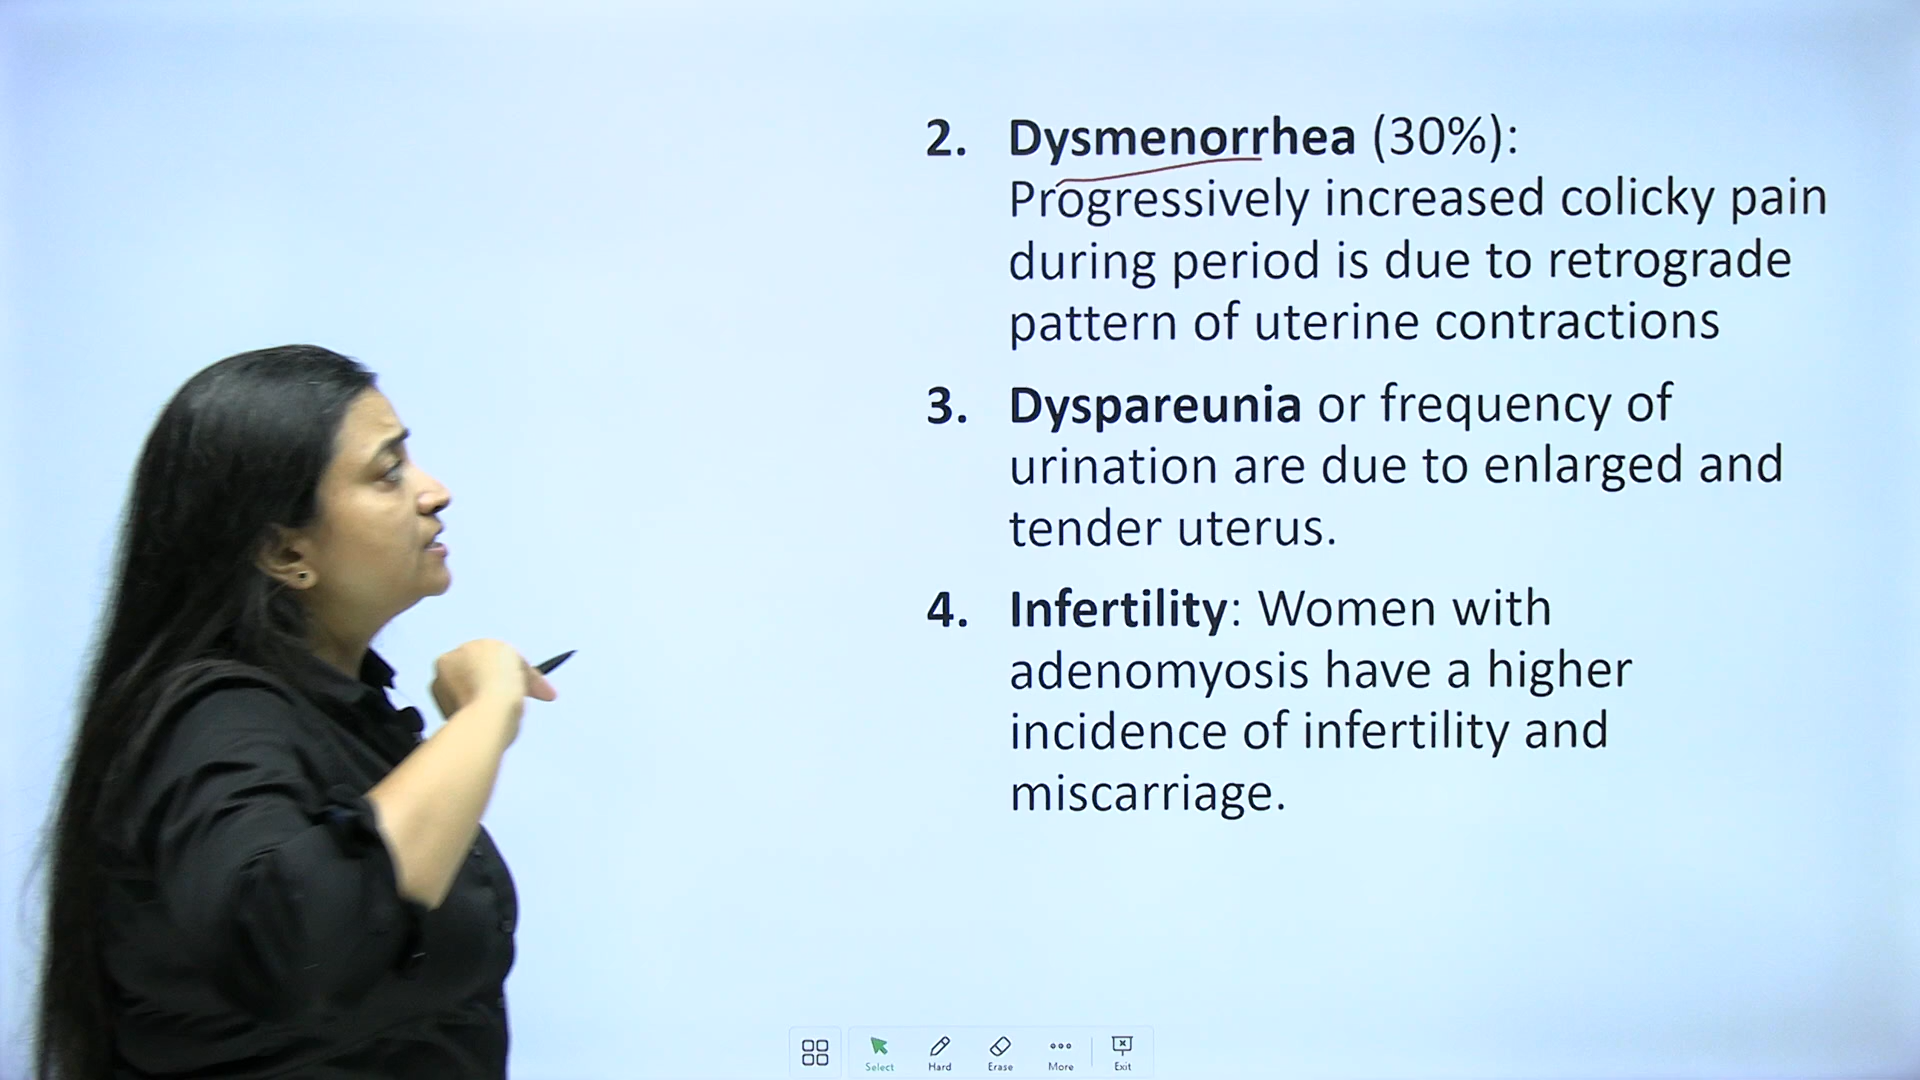 2. Dysmenorrhea (30%):
Progressively increased colicky pain
during period is due to retrograde
pattern of uterine contractions
3. Dyspareunia or frequency of
urination are due to enlarged and
tender uterus.
4. Infertility: Women with
adenomyosis have a higher
incidence of infertility and
miscarriage.
Select Hard Erase More Exit